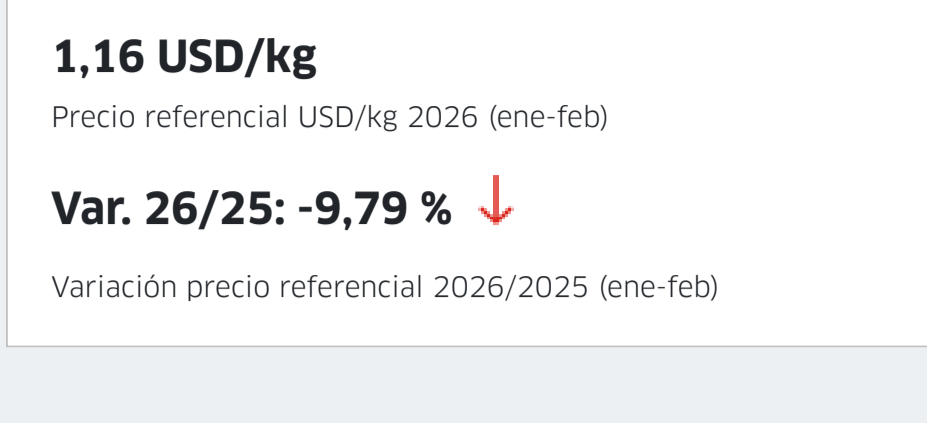 1,16 USD/kg
Precio referencial USD/kg 2026 (ene-feb)
Var. 26/25: -9,79 %
Variación precio referencial 2026/2025 (ene-feb)